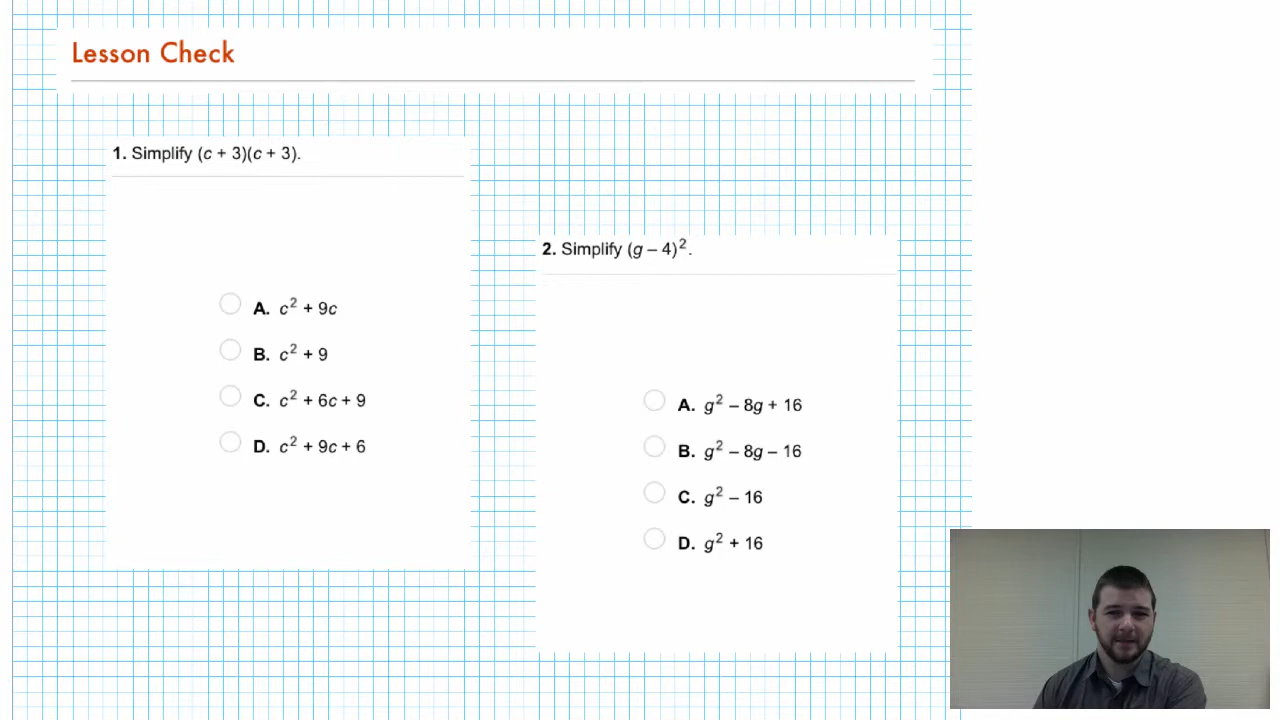 Lesson Check
1. Simplify (c + 3)(c + 3).
A. c² + 9c
B. c² + 9
C. c² + 6c + 9
D. c² + 9c + 6
2. Simplify (g – 4)².
A. g² – 8g + 16
B. g² – 8g – 16
C. g² – 16
D. g² + 16